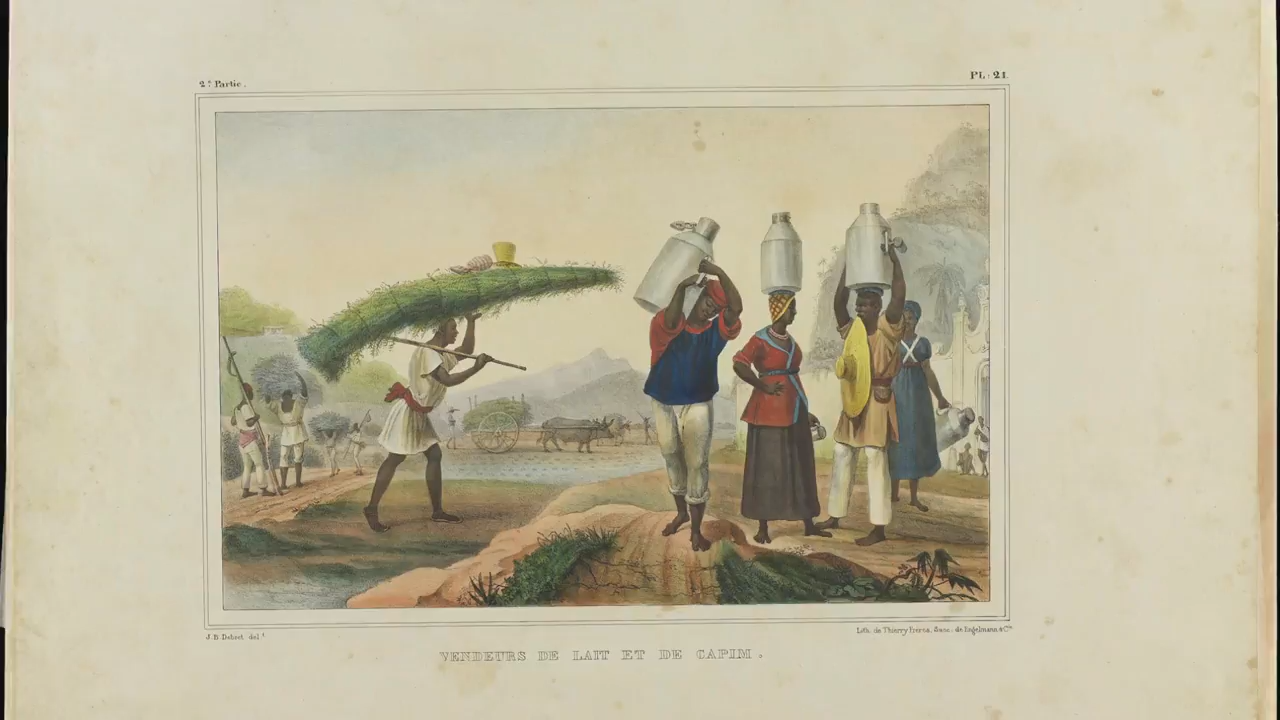 2.e Partie.
PL: 21.
J. B. Debret del.t
Lith. de Thierry Frères, Succ.rs de Engelmann & Cie
VENDEURS DE LAIT ET DE CAPIM.